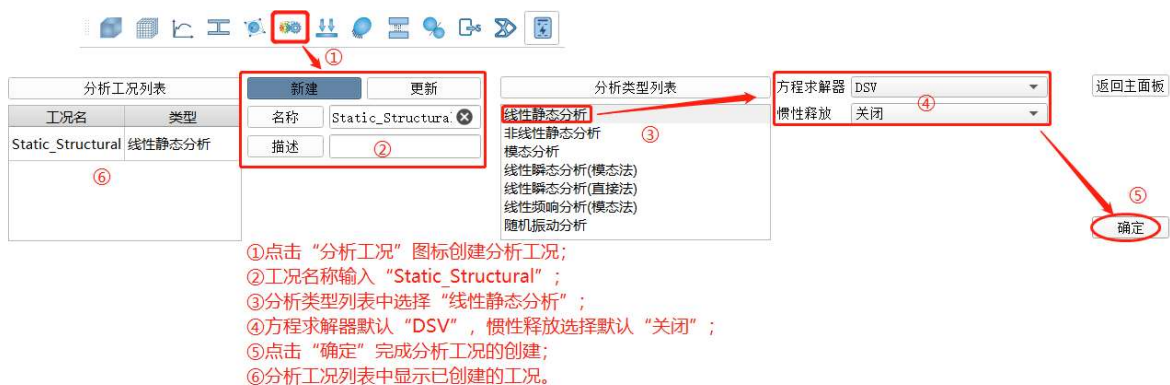 ①
分析工况列表 新建 更新 分析类型列表 方程求解器 DSV 返回主面板
工况名 类型 名称 Static_Structura 线性静态分析 惯性释放 关闭 ④
Static_Structural 线性静态分析 描述 ② 非线性静态分析 ③
⑥ 模态分析
线性瞬态分析(模态法)
线性瞬态分析(直接法) ⑤
线性频响分析(模态法)
随机振动分析 确定
①点击“分析工况”图标创建分析工况;
②工况名称输入“Static_Structural”;
③分析类型列表中选择“线性静态分析”;
④方程求解器默认“DSV”,惯性释放选择默认“关闭”;
⑤点击“确定”完成分析工况的创建;
⑥分析工况列表中显示已创建的工况。